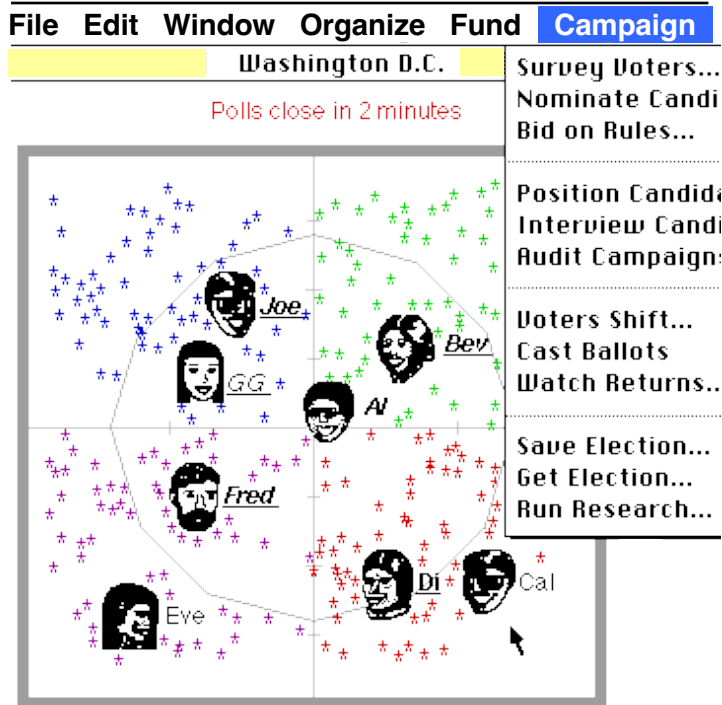 File Edit Window Organize Fund Campaign
Washington D.C.
Polls close in 2 minutes
Survey Voters...
Nominate Candi
Bid on Rules...
Position Candida
Interview Candi
Audit Campaigns
Voters Shift...
Cast Ballots
Watch Returns...
Save Election...
Get Election...
Run Research...
Joe
Bev
GG
Al
Fred
Di
Cal
Eve